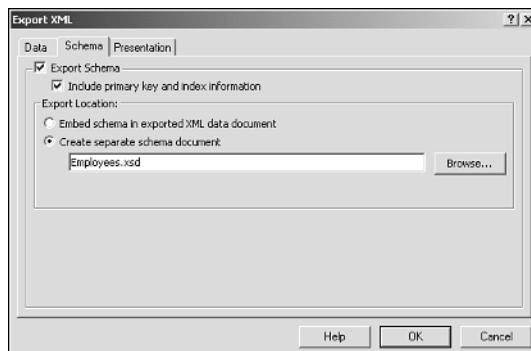 Export XML
Data Schema Presentation
Export Schema
Include primary key and index information
Export Location:
Embed schema in exported XML data document
Create separate schema document
Employees.xsd Browse...
Help OK Cancel